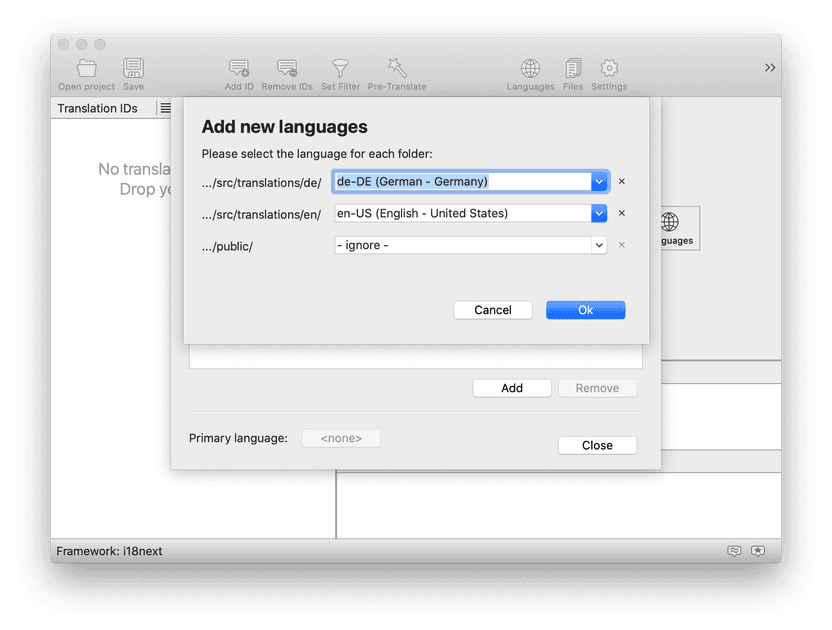 Open project Save Add ID Remove IDs Set Filter Pre-Translate Languages Files Settings
Translation IDs
No transla
Drop yo
Add new languages
Please select the language for each folder:
.../src/translations/de/ de-DE (German - Germany)
.../src/translations/en/ en-US (English - United States)
.../public/ - ignore -
guages
Cancel Ok
Add Remove
Primary language: <none>
Close
Framework: i18next